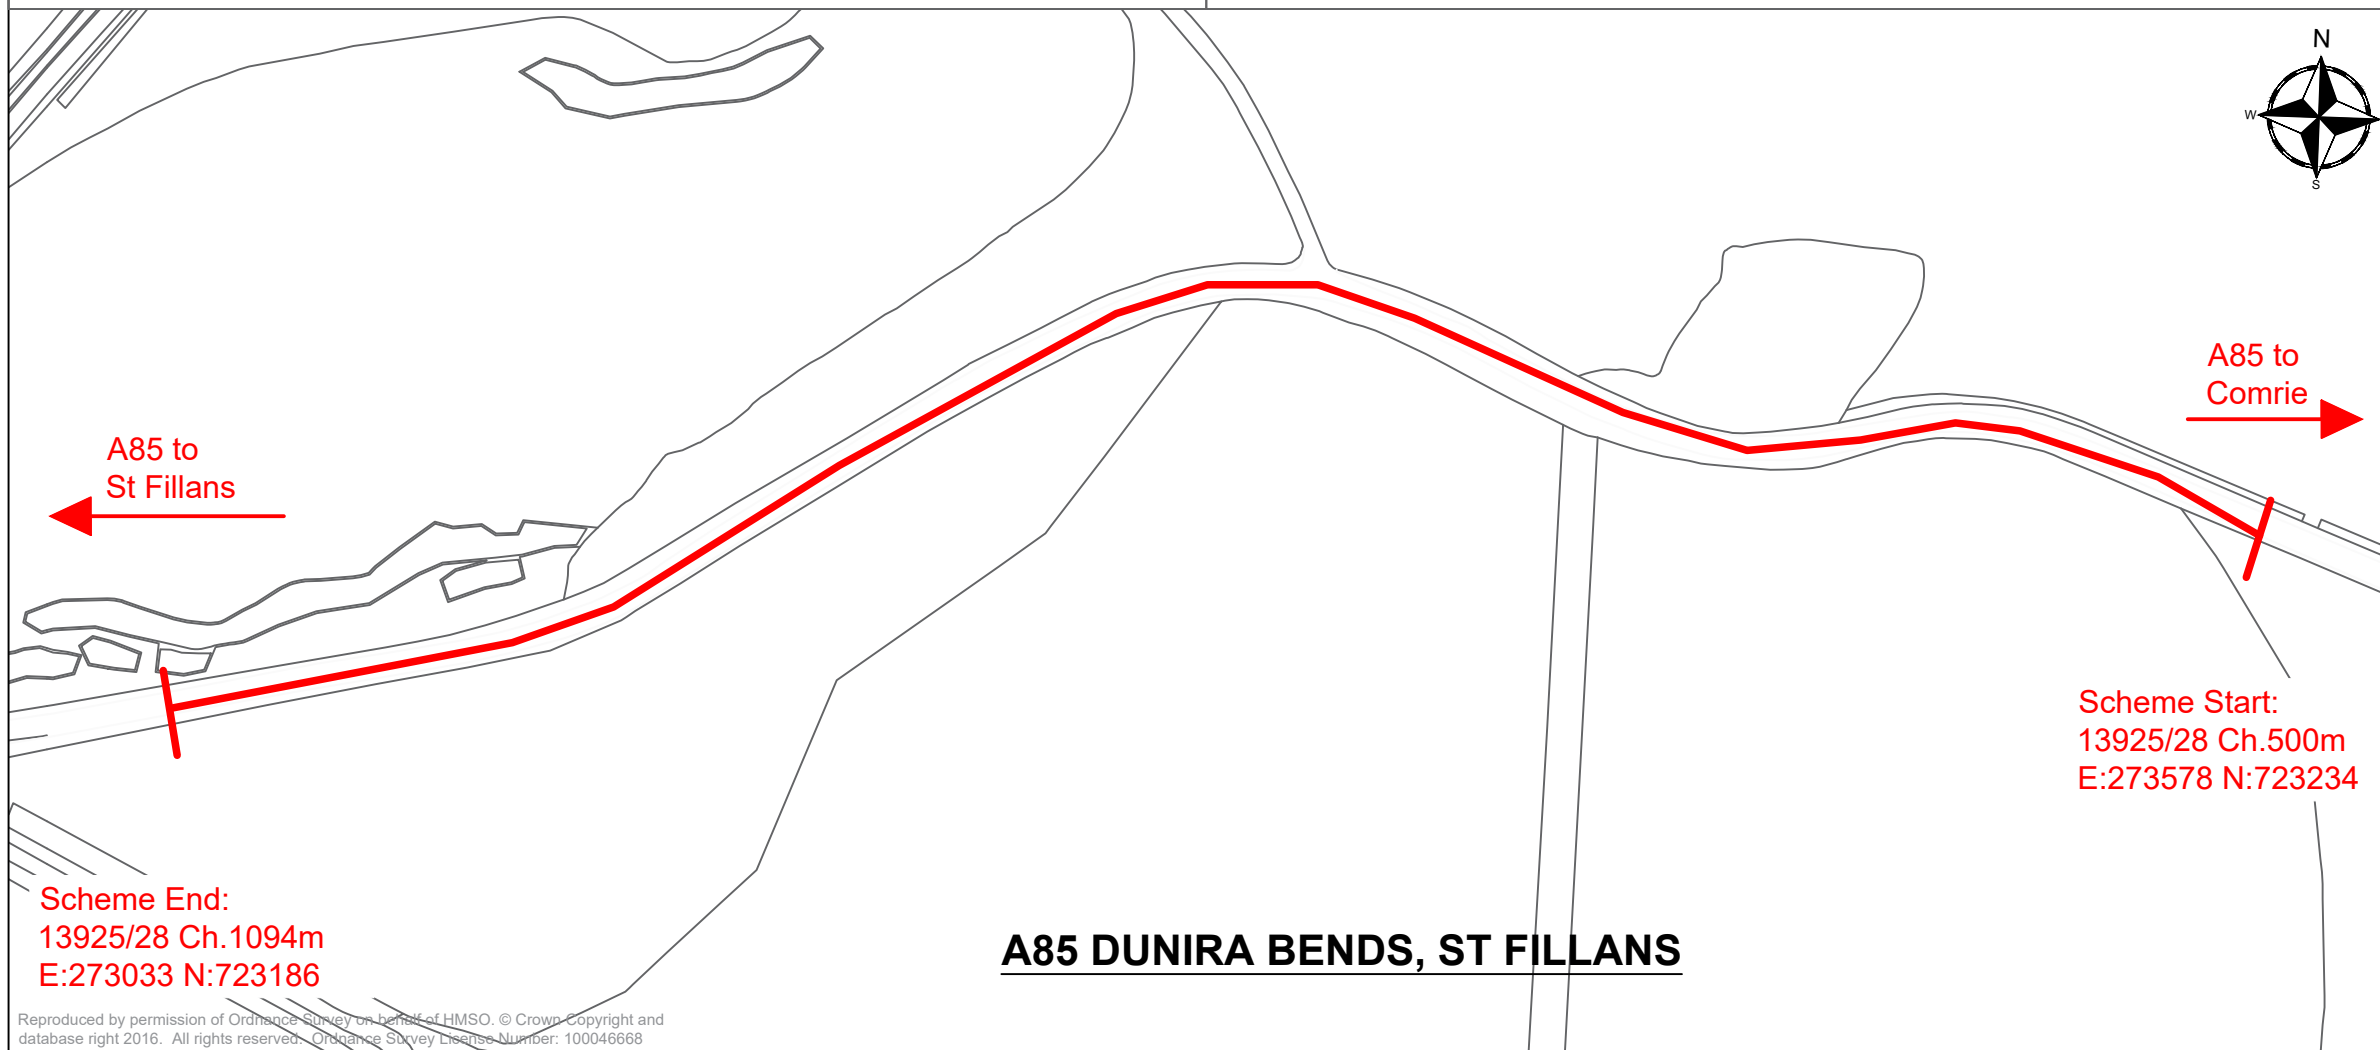 N
W
S
A85 to
Comrie
A85 to
St Fillans
Scheme Start:
13925/28 Ch.500m
E:273578 N:723234
Scheme End:
13925/28 Ch.1094m
E:273033 N:723186
A85 DUNIRA BENDS, ST FILLANS
Reproduced by permission of Ordnance Survey on behalf of HMSO. © Crown Copyright and
database right 2016. All rights reserved. Ordnance Survey License Number: 100046668